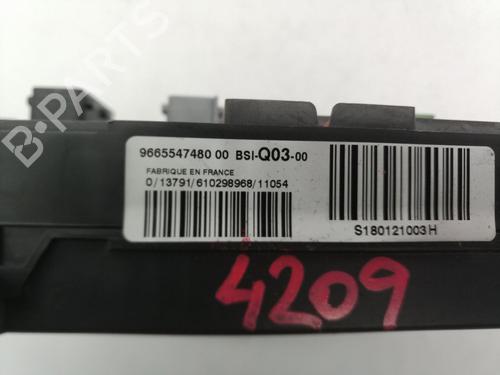 B-PARTS
9665547480 00 BSI-Q03-00
FABRIQUE EN FRANCE
0/13791/610298968/11054
S180121003H
4209